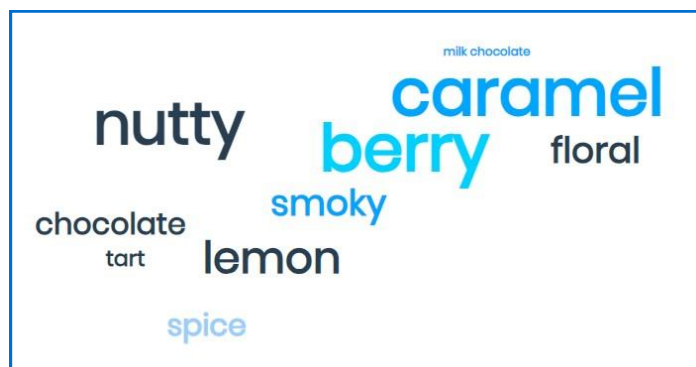 milk chocolate
caramel
nutty
berry
floral
smoky
chocolate
lemon
tart
spice